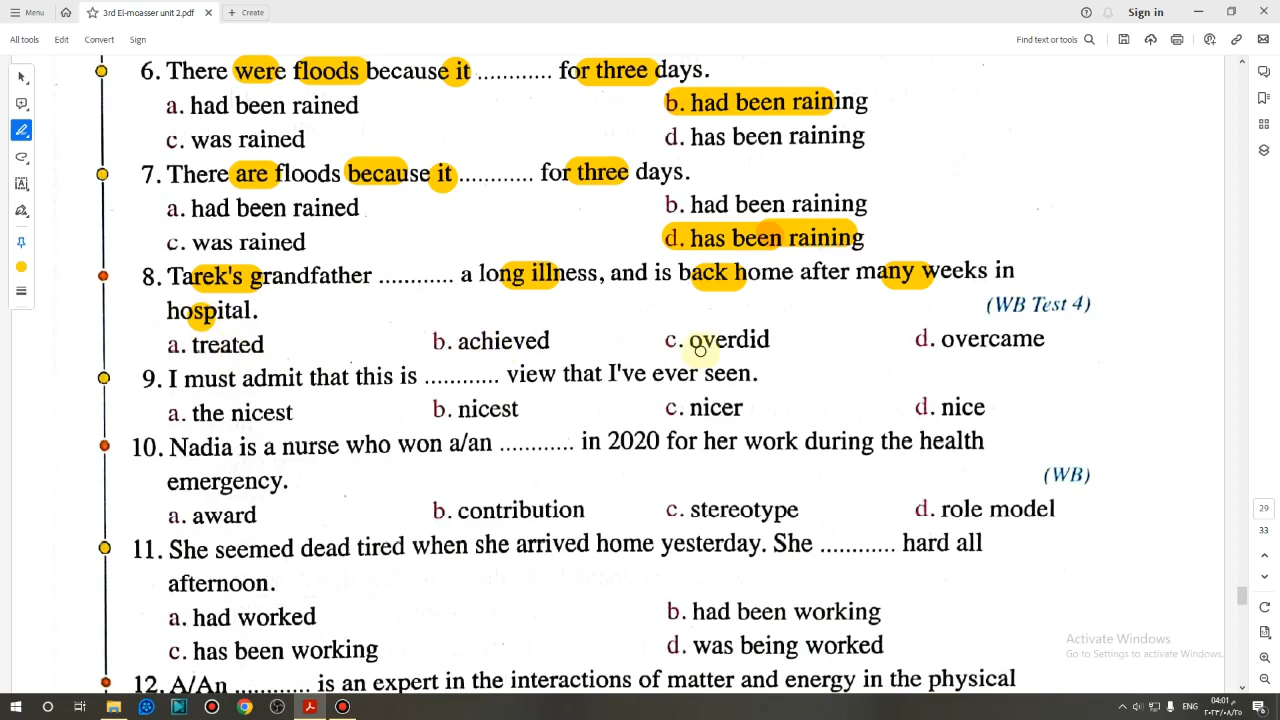 Menu
3rd El-moasser unit 2.pdf
+ Create
Sign in
All tools Edit Convert Sign
Find text or tools
6. There were floods because it ............ for three days.
a. had been rained b. had been raining
c. was rained d. has been raining
7. There are floods because it ............ for three days.
a. had been rained b. had been raining
c. was rained d. has been raining
8. Tarek's grandfather ............ a long illness, and is back home after many weeks in
hospital. (WB Test 4)
a. treated b. achieved c. overdid d. overcame
9. I must admit that this is ............ view that I've ever seen.
a. the nicest b. nicest c. nicer d. nice
10. Nadia is a nurse who won a/an ............ in 2020 for her work during the health
emergency. (WB)
a. award b. contribution c. stereotype d. role model
11. She seemed dead tired when she arrived home yesterday. She ............ hard all
afternoon.
a. had worked b. had been working
c. has been working d. was being worked
12. A/An ............ is an expert in the interactions of matter and energy in the physical
29
33
Activate Windows
Go to Settings to activate Windows.
ENG
04:01 م
٢٠٢٣/٠٨/٢٥